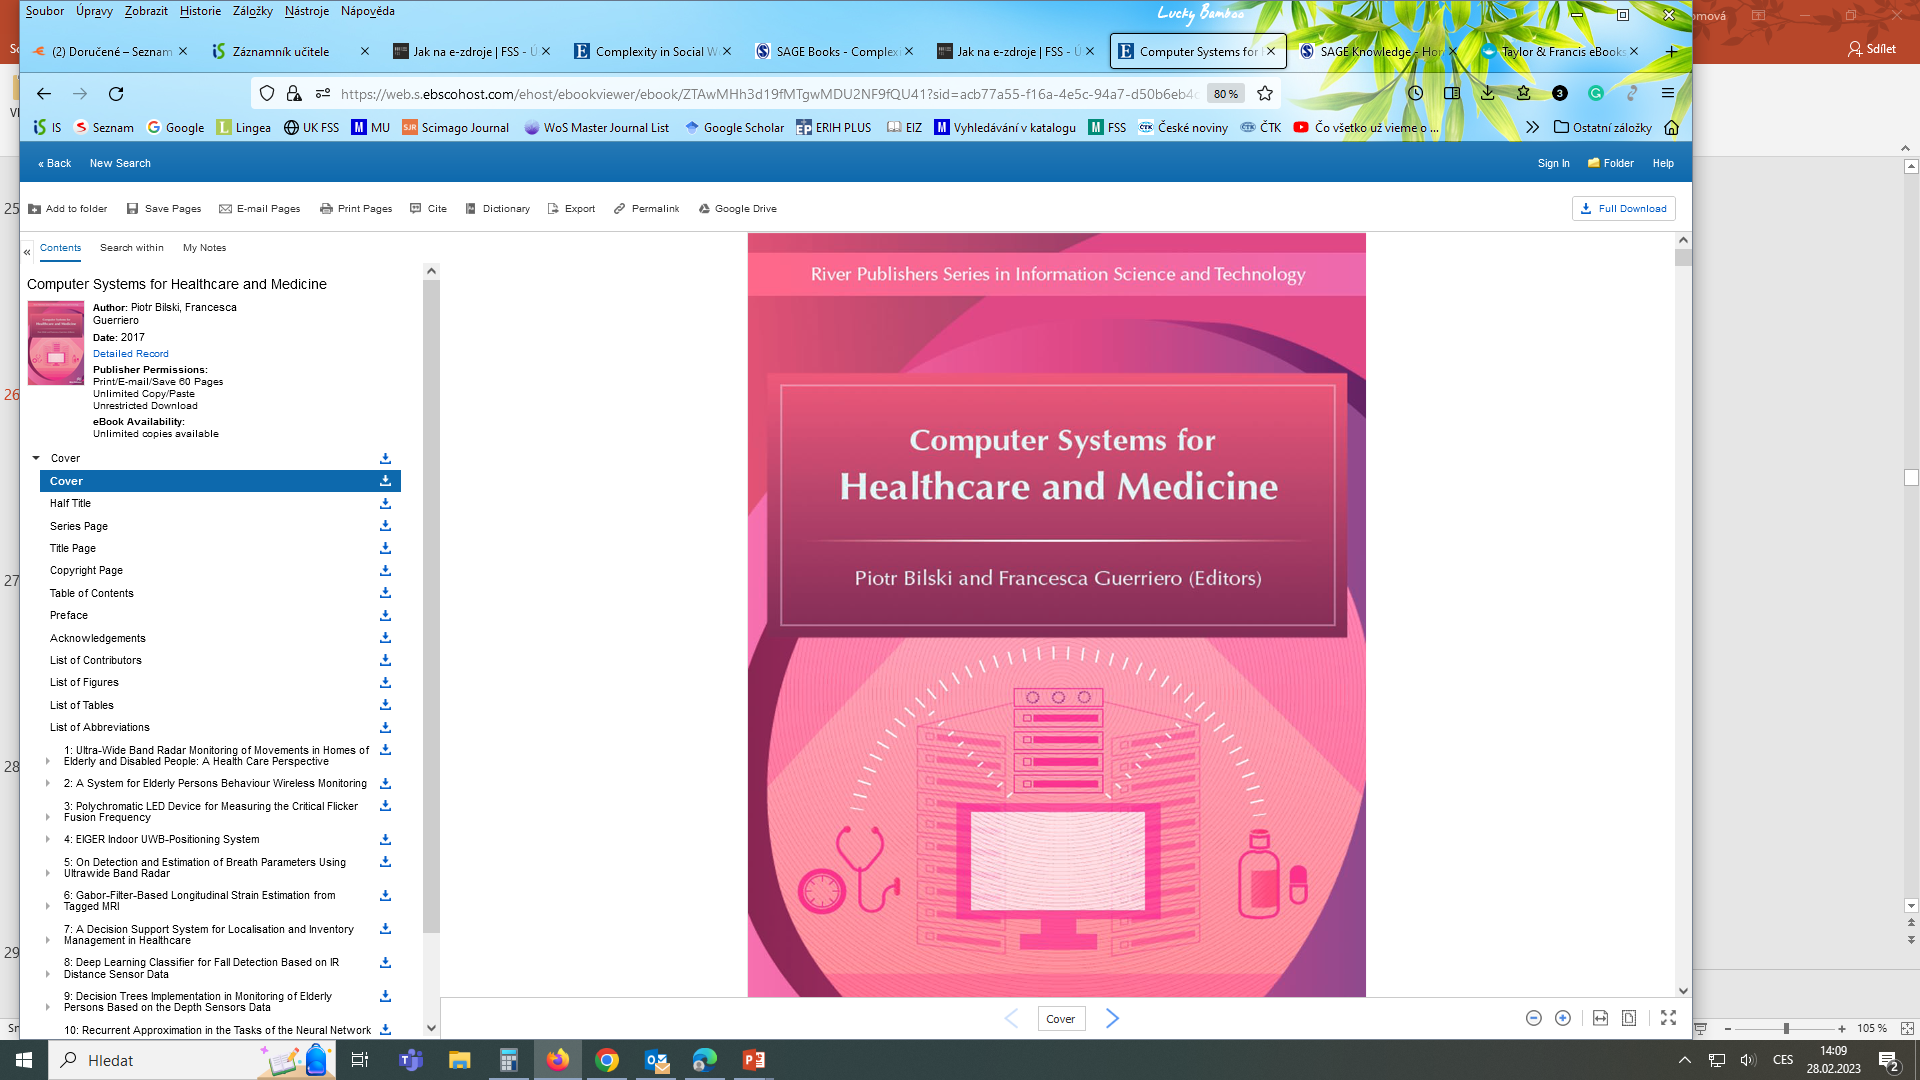 Soubor Úpravy Zobrazit Historie Záložky Nástroje Nápověda
Lucky Bamboo
omová
(2) Doručené – Seznam
Záznamník učitele
Jak na e-zdroje | FSS - Ú
Complexity in Social W
SAGE Books - Complex
Jak na e-zdroje | FSS - Ú
Computer Systems for
SAGE Knowledge - Ho
Taylor & Francis eBooks
Sdílet
https://web.s.ebscohost.com/ehost/ebookviewer/ebook/ZTAwMHh3d19fMTgwMDU2NF9fQU41?sid=acb77a55-f16a-4e5c-94a7-d50b6eb4c
80 %
3
IS Seznam Google Lingea UK FSS MU Scimago Journal WoS Master Journal List Google Scholar ERIH PLUS EIZ Vyhledávání v katalogu FSS České noviny ČTK Čo všetko už vieme o ... Ostatní záložky
« Back New Search Sign In Folder Help
Add to folder Save Pages E-mail Pages Print Pages Cite Dictionary Export Permalink Google Drive Full Download
« Contents Search within My Notes
Computer Systems for Healthcare and Medicine
Author: Piotr Bilski, Francesca
Guerriero
Date: 2017
Detailed Record
Publisher Permissions:
Print/E-mail/Save 60 Pages
Unlimited Copy/Paste
Unrestricted Download
eBook Availability:
Unlimited copies available
Cover
Cover
Half Title
Series Page
Title Page
Copyright Page
Table of Contents
Preface
Acknowledgements
List of Contributors
List of Figures
List of Tables
List of Abbreviations
1: Ultra-Wide Band Radar Monitoring of Movements in Homes of
Elderly and Disabled People: A Health Care Perspective
2: A System for Elderly Persons Behaviour Wireless Monitoring
3: Polychromatic LED Device for Measuring the Critical Flicker
Fusion Frequency
4: EIGER Indoor UWB-Positioning System
5: On Detection and Estimation of Breath Parameters Using
Ultrawide Band Radar
6: Gabor-Filter-Based Longitudinal Strain Estimation from
Tagged MRI
7: A Decision Support System for Localisation and Inventory
Management in Healthcare
8: Deep Learning Classifier for Fall Detection Based on IR
Distance Sensor Data
9: Decision Trees Implementation in Monitoring of Elderly
Persons Based on the Depth Sensors Data
10: Recurrent Approximation in the Tasks of the Neural Network
River Publishers Series in Information Science and Technology
Computer Systems for
Healthcare and Medicine
Piotr Bilski and Francesca Guerriero (Editors)
Cover
25
26
27
28
29
105 %
Hledat
CES
14:09
28.02.2023
2